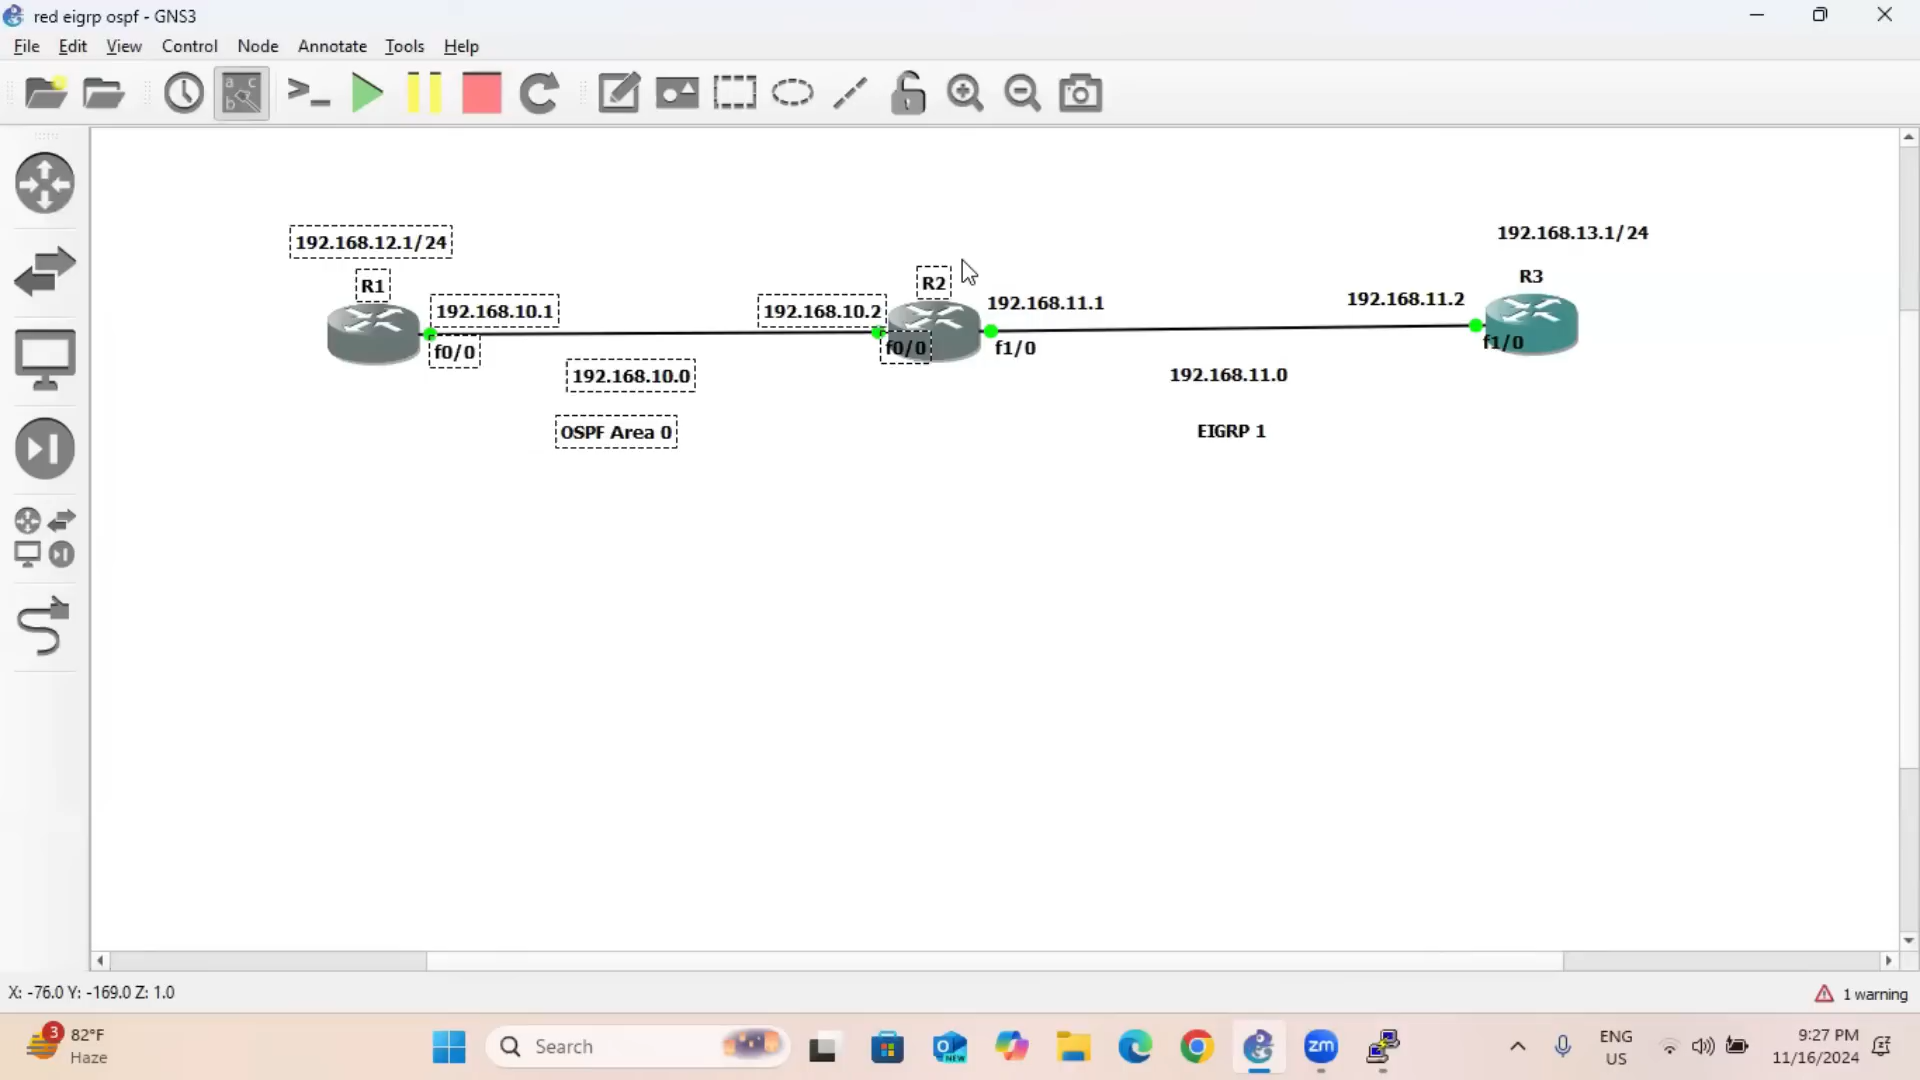 red eigrp ospf - GNS3
File Edit View Control Node Annotate Tools Help
192.168.12.1/24
192.168.13.1/24
R1
R2
R3
192.168.10.1
192.168.10.2
192.168.11.1
192.168.11.2
f0/0
f0/0
f1/0
f1/0
192.168.10.0
192.168.11.0
OSPF Area 0
EIGRP 1
X: -76.0 Y: -169.0 Z: 1.0
1 warning
3
82°F
Haze
Search
NEW
zm
ENG
US
9:27 PM
11/16/2024